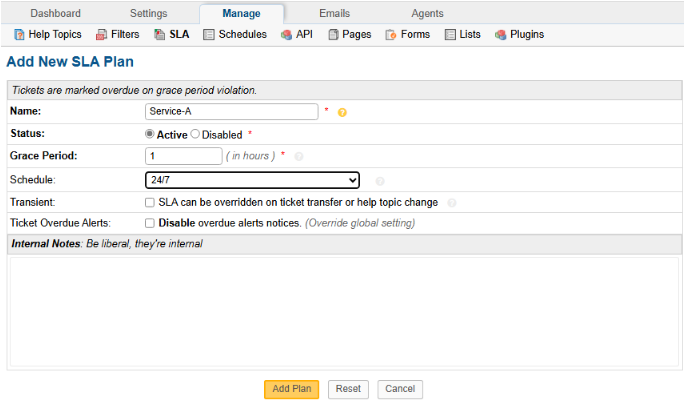 Dashboard Settings Manage Emails Agents
Help Topics Filters SLA Schedules API Pages Forms Lists Plugins
Add New SLA Plan
Tickets are marked overdue on grace period violation.
Name: Service-A * ?
Status: Active Disabled *
Grace Period: 1 ( in hours ) * ?
Schedule: 24/7 ?
Transient: SLA can be overridden on ticket transfer or help topic change ?
Ticket Overdue Alerts: Disable overdue alerts notices. (Override global setting)
Internal Notes: Be liberal, they're internal
Add Plan Reset Cancel